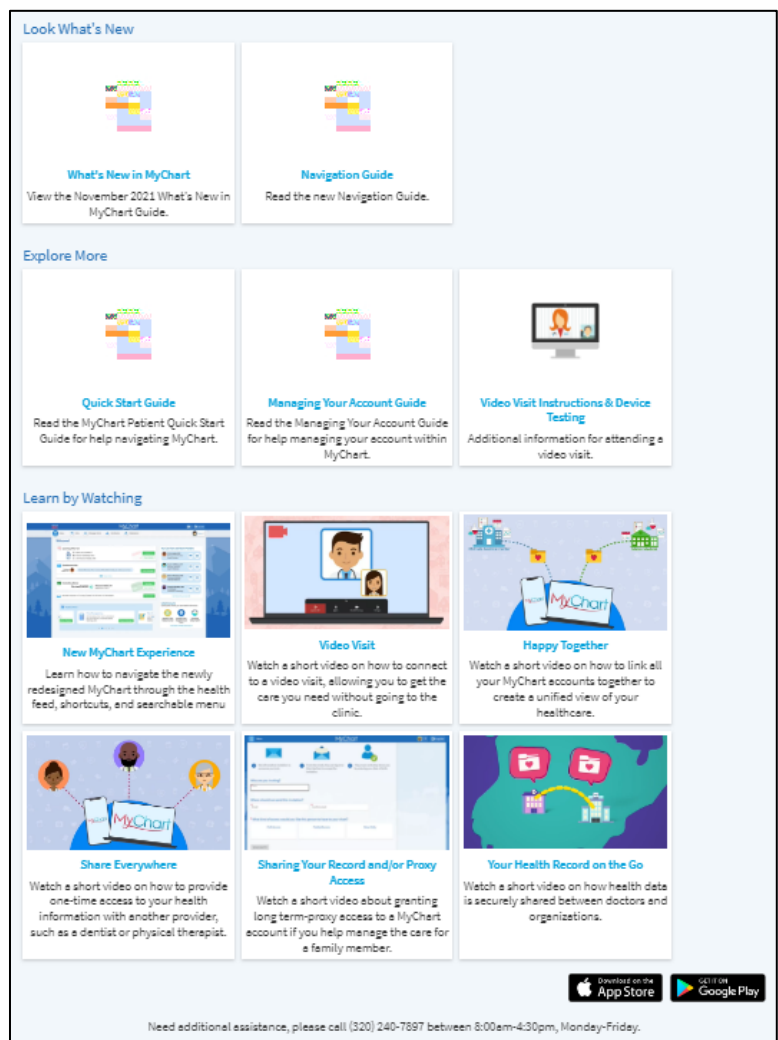 Look What's New
What's New in MyChart
View the November 2021 What's New in
MyChart Guide.
Navigation Guide
Read the new Navigation Guide.
Explore More
Quick Start Guide
Read the MyChart Patient Quick Start
Guide for help navigating MyChart.
Managing Your Account Guide
Read the Managing Your Account Guide
for help managing your account within
MyChart.
Video Visit Instructions & Device
Testing
Additional information for attending a
video visit.
Learn by Watching
New MyChart Experience
Learn how to navigate the newly
redesigned MyChart through the health
feed, shortcuts, and searchable menu
Video Visit
Watch a short video on how to connect
to a video visit, allowing you to get the
care you need without going to the
clinic.
MyChart
Happy Together
Watch a short video on how to link all
your MyChart accounts together to
create a unified view of your
healthcare.
MyChart
Share Everywhere
Watch a short video on how to provide
one-time access to your health
information with another provider,
such as a dentist or physical therapist.
MyChart
Sharing Your Record and/or Proxy
Access
Watch a short video about granting
long term-proxy access to a MyChart
account if you help manage the care for
a family member.
Your Health Record on the Go
Watch a short video on how health data
is securely shared between doctors and
organizations.
Download on the
App Store
GET IT ON
Google Play
Need additional assistance, please call (320) 240-7897 between 8:00am-4:30pm, Monday-Friday.